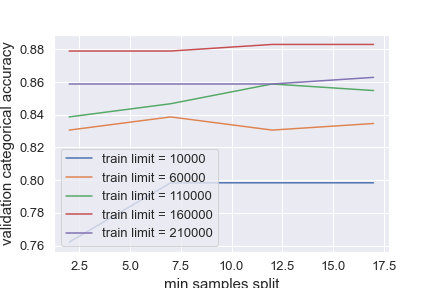 0.88
0.86
0.84
0.82
0.80
0.78
0.76
validation categorical accuracy
train limit = 10000
train limit = 60000
train limit = 110000
train limit = 160000
train limit = 210000
2.5 5.0 7.5 10.0 12.5 15.0 17.5
min samples split